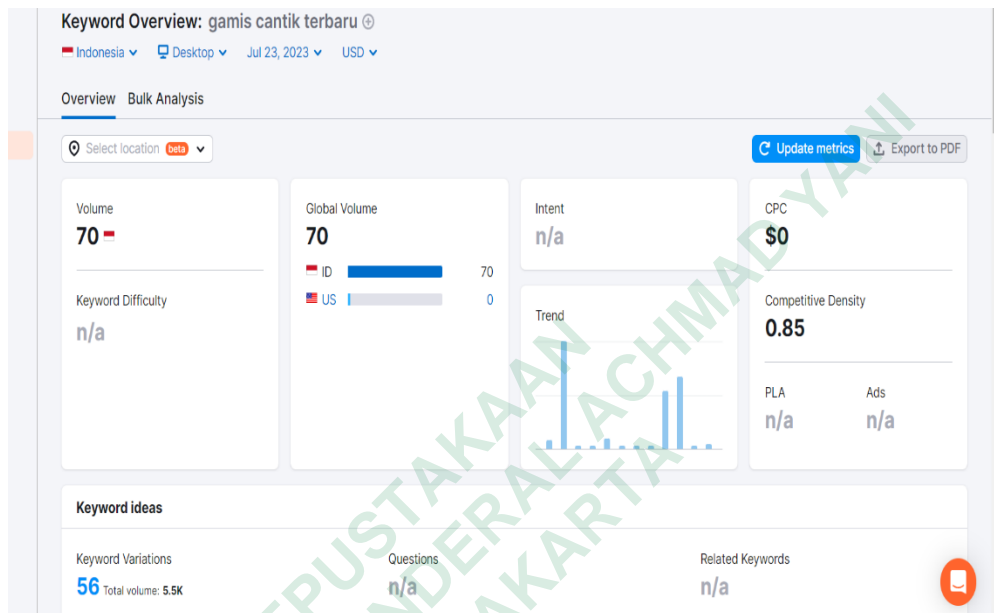 Keyword Overview: gamis cantik terbaru
Indonesia Desktop Jul 23, 2023 USD
Overview Bulk Analysis
Select location beta
Update metrics Export to PDF
Volume
70
Keyword Difficulty
n/a
Global Volume
70
ID 70
US 0
Intent
n/a
Trend
CPC
$0
Competitive Density
0.85
PLA Ads
n/a n/a
Keyword ideas
Keyword Variations
56 Total volume: 5.5K
Questions
n/a
Related Keywords
n/a
EPUSTAKAAN
NDERAL ACHMAD YANI
AKARTA